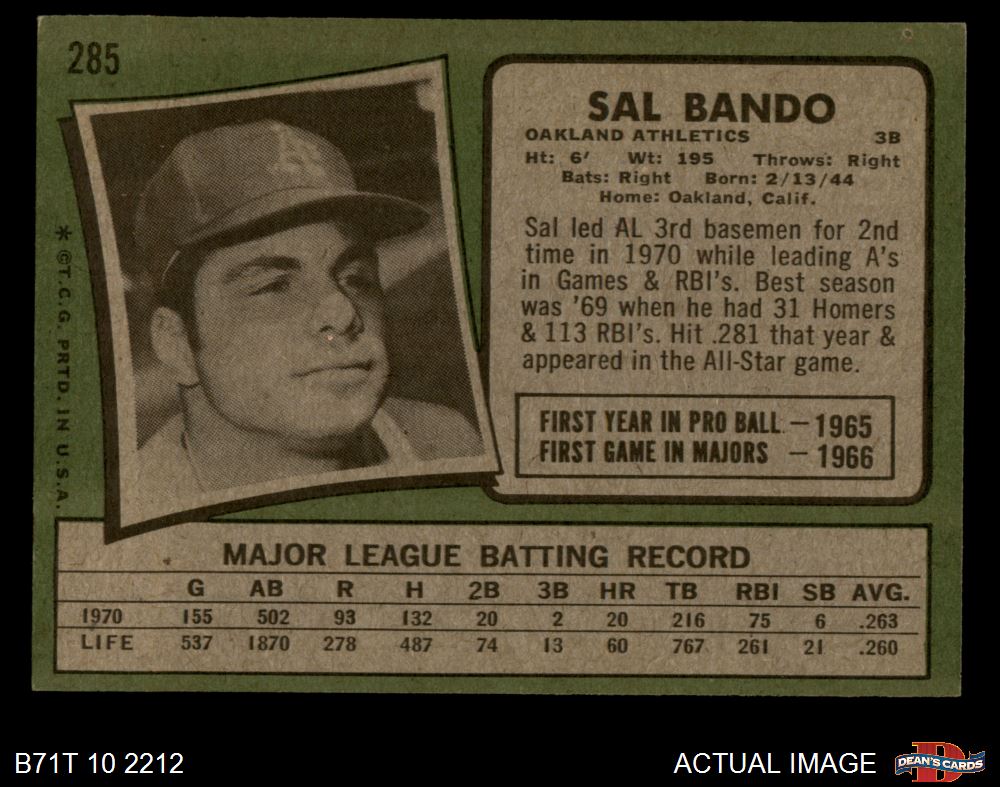 285
SAL BANDO
OAKLAND ATHLETICS 3B
Ht: 6' Wt: 195 Throws: Right
Bats: Right Born: 2/13/44
Home: Oakland, Calif.
Sal led AL 3rd basemen for 2nd
time in 1970 while leading A's
in Games & RBI's. Best season
was '69 when he had 31 Homers
& 113 RBI's. Hit .281 that year &
appeared in the All-Star game.
FIRST YEAR IN PRO BALL — 1965
FIRST GAME IN MAJORS — 1966
* ©T.C.G. PRTD. IN U.S.A.
MAJOR LEAGUE BATTING RECORD
G AB R H 2B 3B HR TB RBI SB AVG.
1970 155 502 93 132 20 2 20 216 75 6 .263
LIFE 537 1870 278 487 74 13 60 767 261 21 .260
B71T 10 2212
ACTUAL IMAGE
DEAN'S CARDS